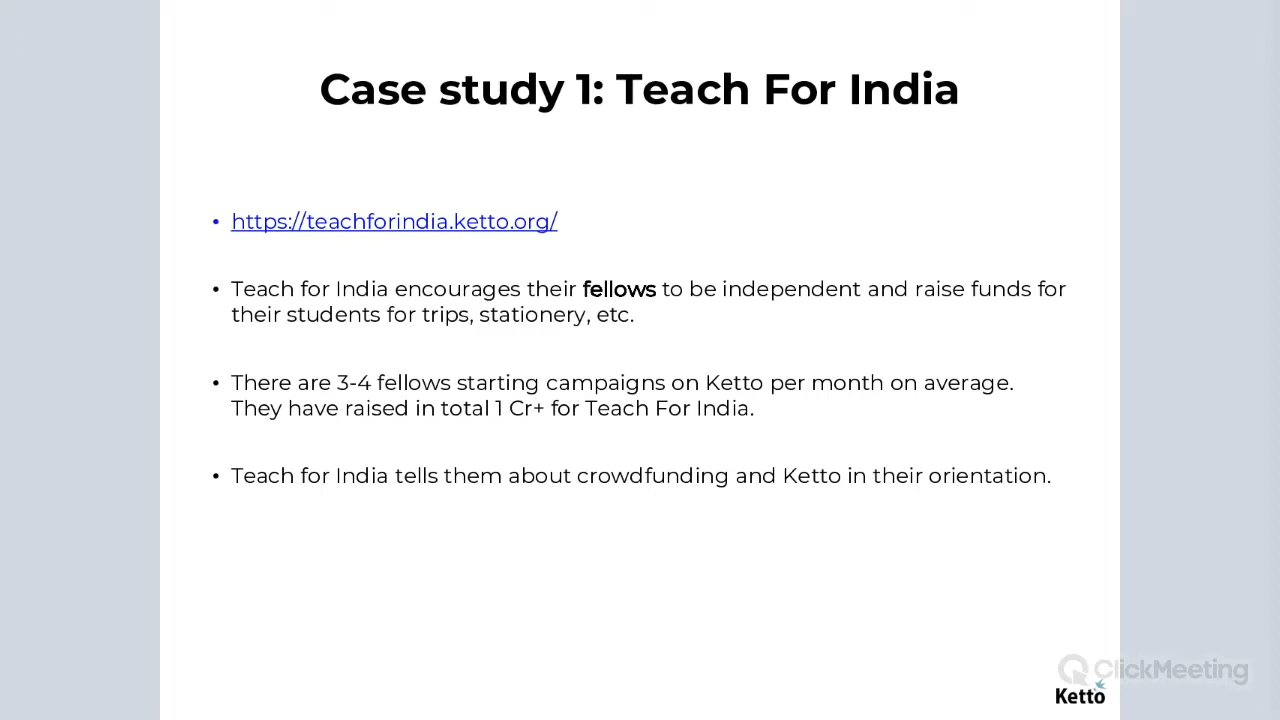 Case study 1: Teach For India
• https://teachforindia.ketto.org/
• Teach for India encourages their fellows to be independent and raise funds for
their students for trips, stationery, etc.
• There are 3-4 fellows starting campaigns on Ketto per month on average.
They have raised in total 1 Cr+ for Teach For India.
• Teach for India tells them about crowdfunding and Ketto in their orientation.
ClickMeeting
Ketto